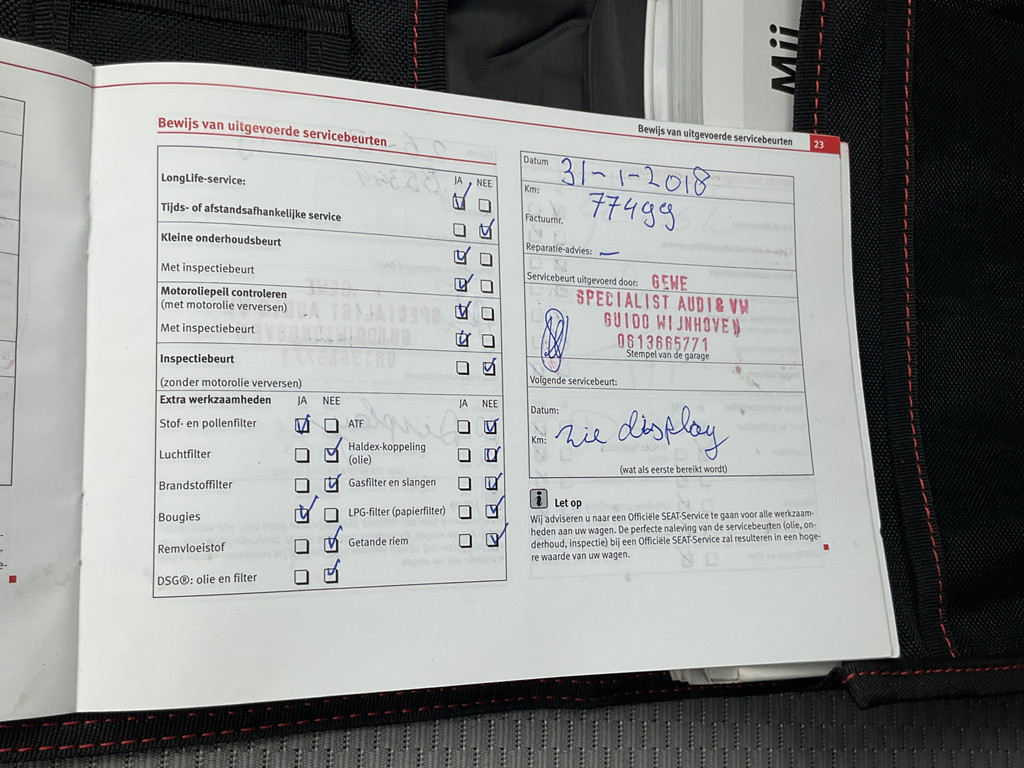 Mij
Bewijs van uitgevoerde servicebeurten
Bewijs van uitgevoerde servicebeurten 23
JA NEE
LongLife-service:
Tijds- of afstandsafhankelijke service
Kleine onderhoudsbeurt
Met inspectiebeurt
Motoroliepeil controleren
(met motorolie verversen)
Met inspectiebeurt
Inspectiebeurt
(zonder motorolie verversen)
Extra werkzaamheden JA NEE JA NEE
Stof- en pollenfilter ATF
Luchtfilter Haldex-koppeling
(olie)
Brandstoffilter Gasfilter en slangen
Bougies LPG-filter (papierfilter)
Remvloeistof Getande riem
DSG®: olie en filter
Datum 31-1-2018
Km: 77499
Factuurnr.
Reparatie-advies: —
Servicebeurt uitgevoerd door: GEWE
SPECIALIST AUDI & VW
GUIDO WIJNHOVEN
0613665771
Stempel van de garage
Volgende servicebeurt:
Datum:
Km: zie display
(wat als eerste bereikt wordt)
i Let op
Wij adviseren u naar een Officiële SEAT-Service te gaan voor alle werkzaam-
heden aan uw wagen. De perfecte naleving van de servicebeurten (olie, on-
derhoud, inspectie) bij een Officiële SEAT-Service zal resulteren in een hoge-
re waarde van uw wagen.